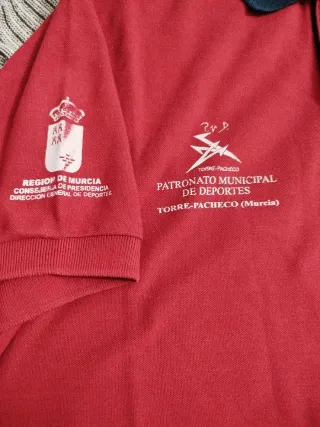 REGION DE MURCIA
CONSEJERIA DE PRESIDENCIA
DIRECCION GENERAL DE DEPORTES
TORRE-PACHECO
PATRONATO MUNICIPAL
DE DEPORTES
TORRE-PACHECO (Murcia)